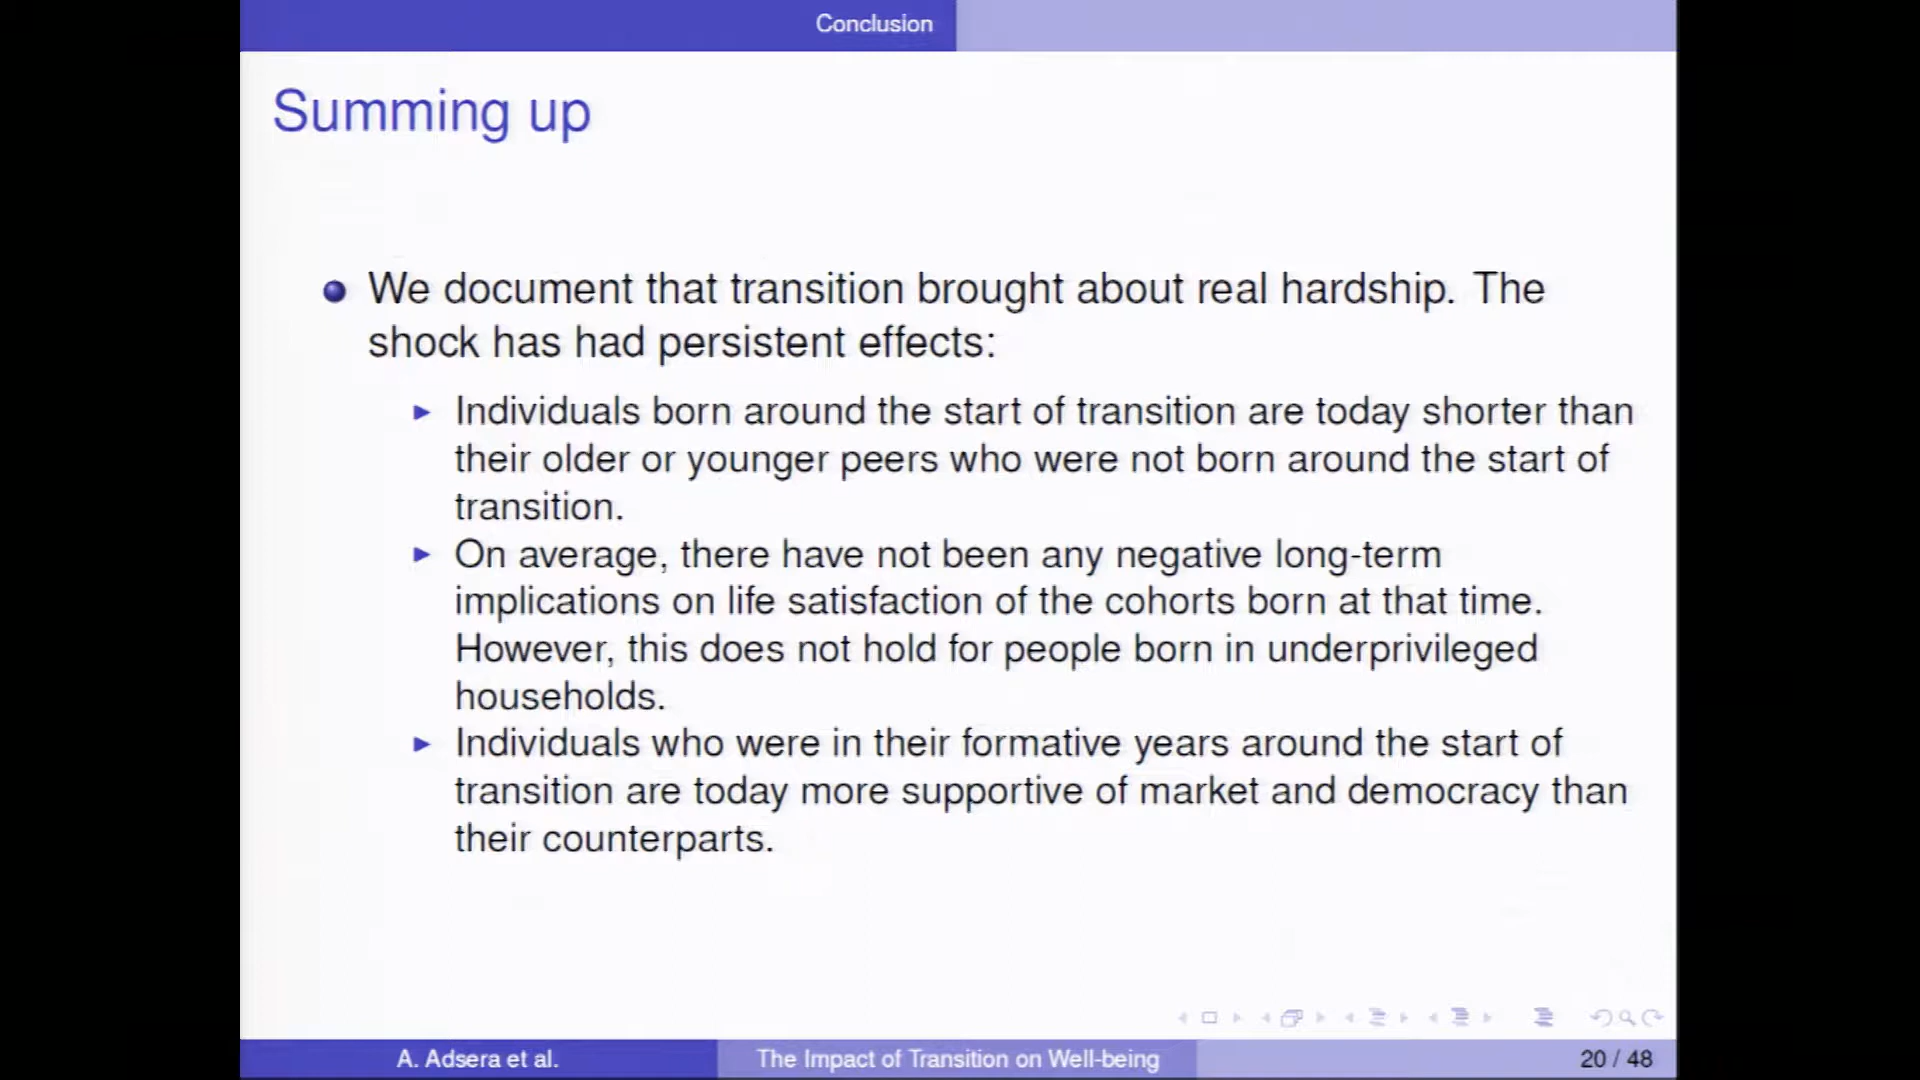 Conclusion
Summing up
We document that transition brought about real hardship. The
shock has had persistent effects:
Individuals born around the start of transition are today shorter than
their older or younger peers who were not born around the start of
transition.
On average, there have not been any negative long-term
implications on life satisfaction of the cohorts born at that time.
However, this does not hold for people born in underprivileged
households.
Individuals who were in their formative years around the start of
transition are today more supportive of market and democracy than
their counterparts.
A. Adsera et al.
The Impact of Transition on Well-being
20 / 48